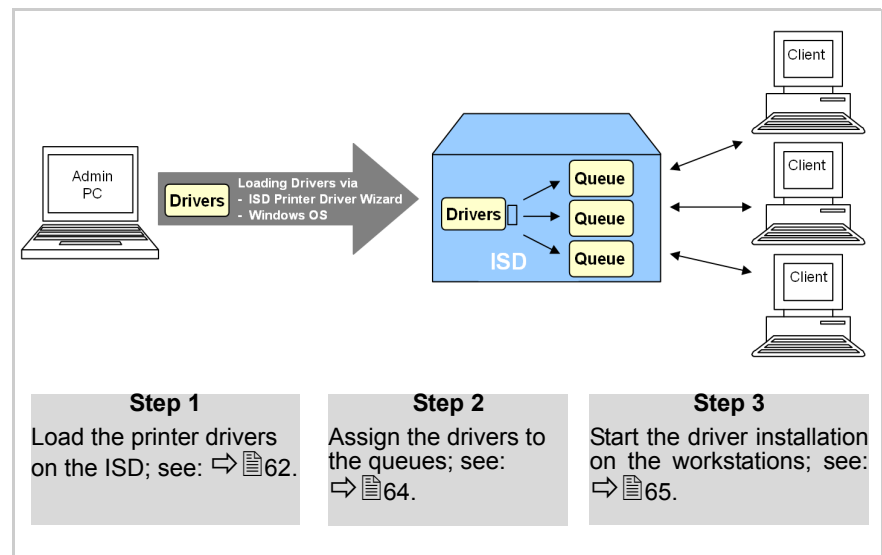 Admin
PC
Drivers
Loading Drivers via
- ISD Printer Driver Wizard
- Windows OS
Drivers
Queue
Queue
Queue
ISD
Client
Client
Client
Step 1
Load the printer drivers
on the ISD; see: ⇨ 62.
Step 2
Assign the drivers to
the queues; see:
⇨ 64.
Step 3
Start the driver installation
on the workstations; see:
⇨ 65.